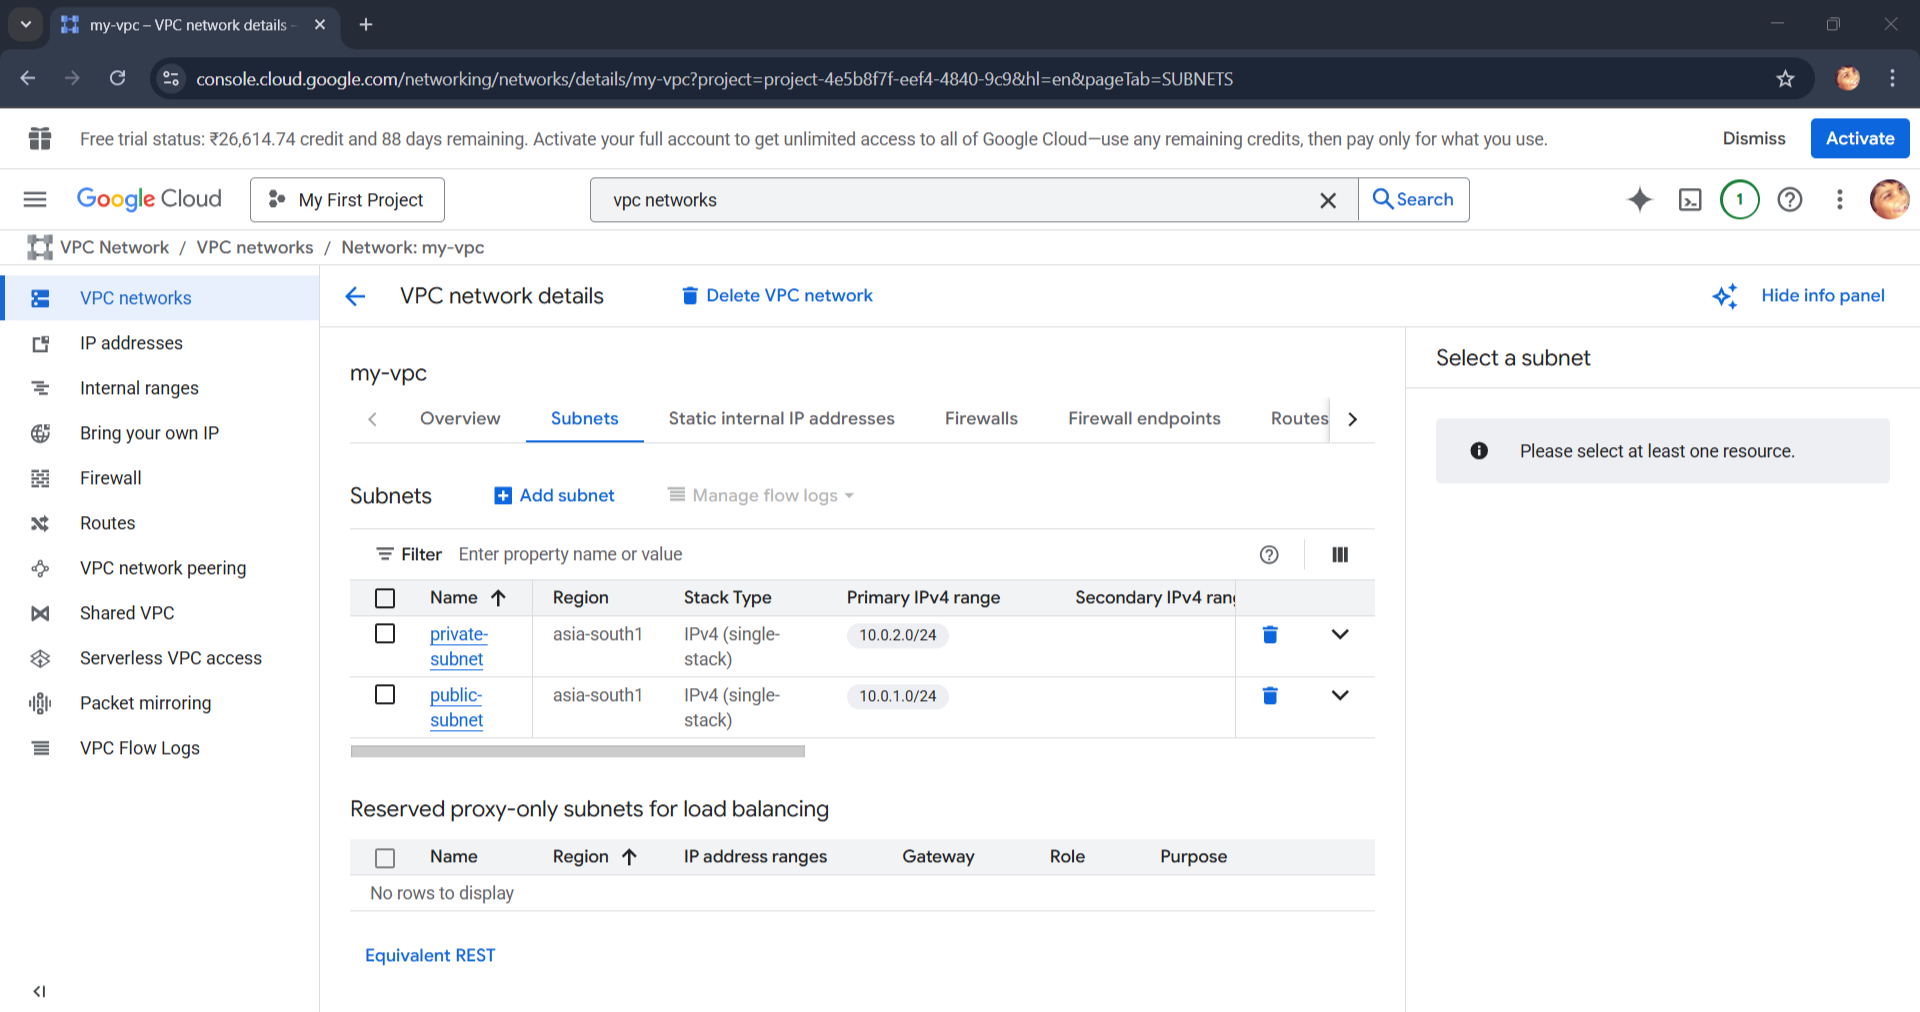 my-vpc – VPC network details –
console.cloud.google.com/networking/networks/details/my-vpc?project=project-4e5b8f7f-eef4-4840-9c9&hl=en&pageTab=SUBNETS
Free trial status: ₹26,614.74 credit and 88 days remaining. Activate your full account to get unlimited access to all of Google Cloud—use any remaining credits, then pay only for what you use.
Dismiss
Activate
Google Cloud
My First Project
vpc networks
Search
1
VPC Network / VPC networks / Network: my-vpc
VPC networks
IP addresses
Internal ranges
Bring your own IP
Firewall
Routes
VPC network peering
Shared VPC
Serverless VPC access
Packet mirroring
VPC Flow Logs
VPC network details
Delete VPC network
Hide info panel
my-vpc
Overview
Subnets
Static internal IP addresses
Firewalls
Firewall endpoints
Routes
Subnets
Add subnet
Manage flow logs
Filter Enter property name or value
Name Region Stack Type Primary IPv4 range Secondary IPv4 rang
private-subnet asia-south1 IPv4 (single-stack) 10.0.2.0/24
public-subnet asia-south1 IPv4 (single-stack) 10.0.1.0/24
Reserved proxy-only subnets for load balancing
Name Region IP address ranges Gateway Role Purpose
No rows to display
Equivalent REST
Select a subnet
Please select at least one resource.